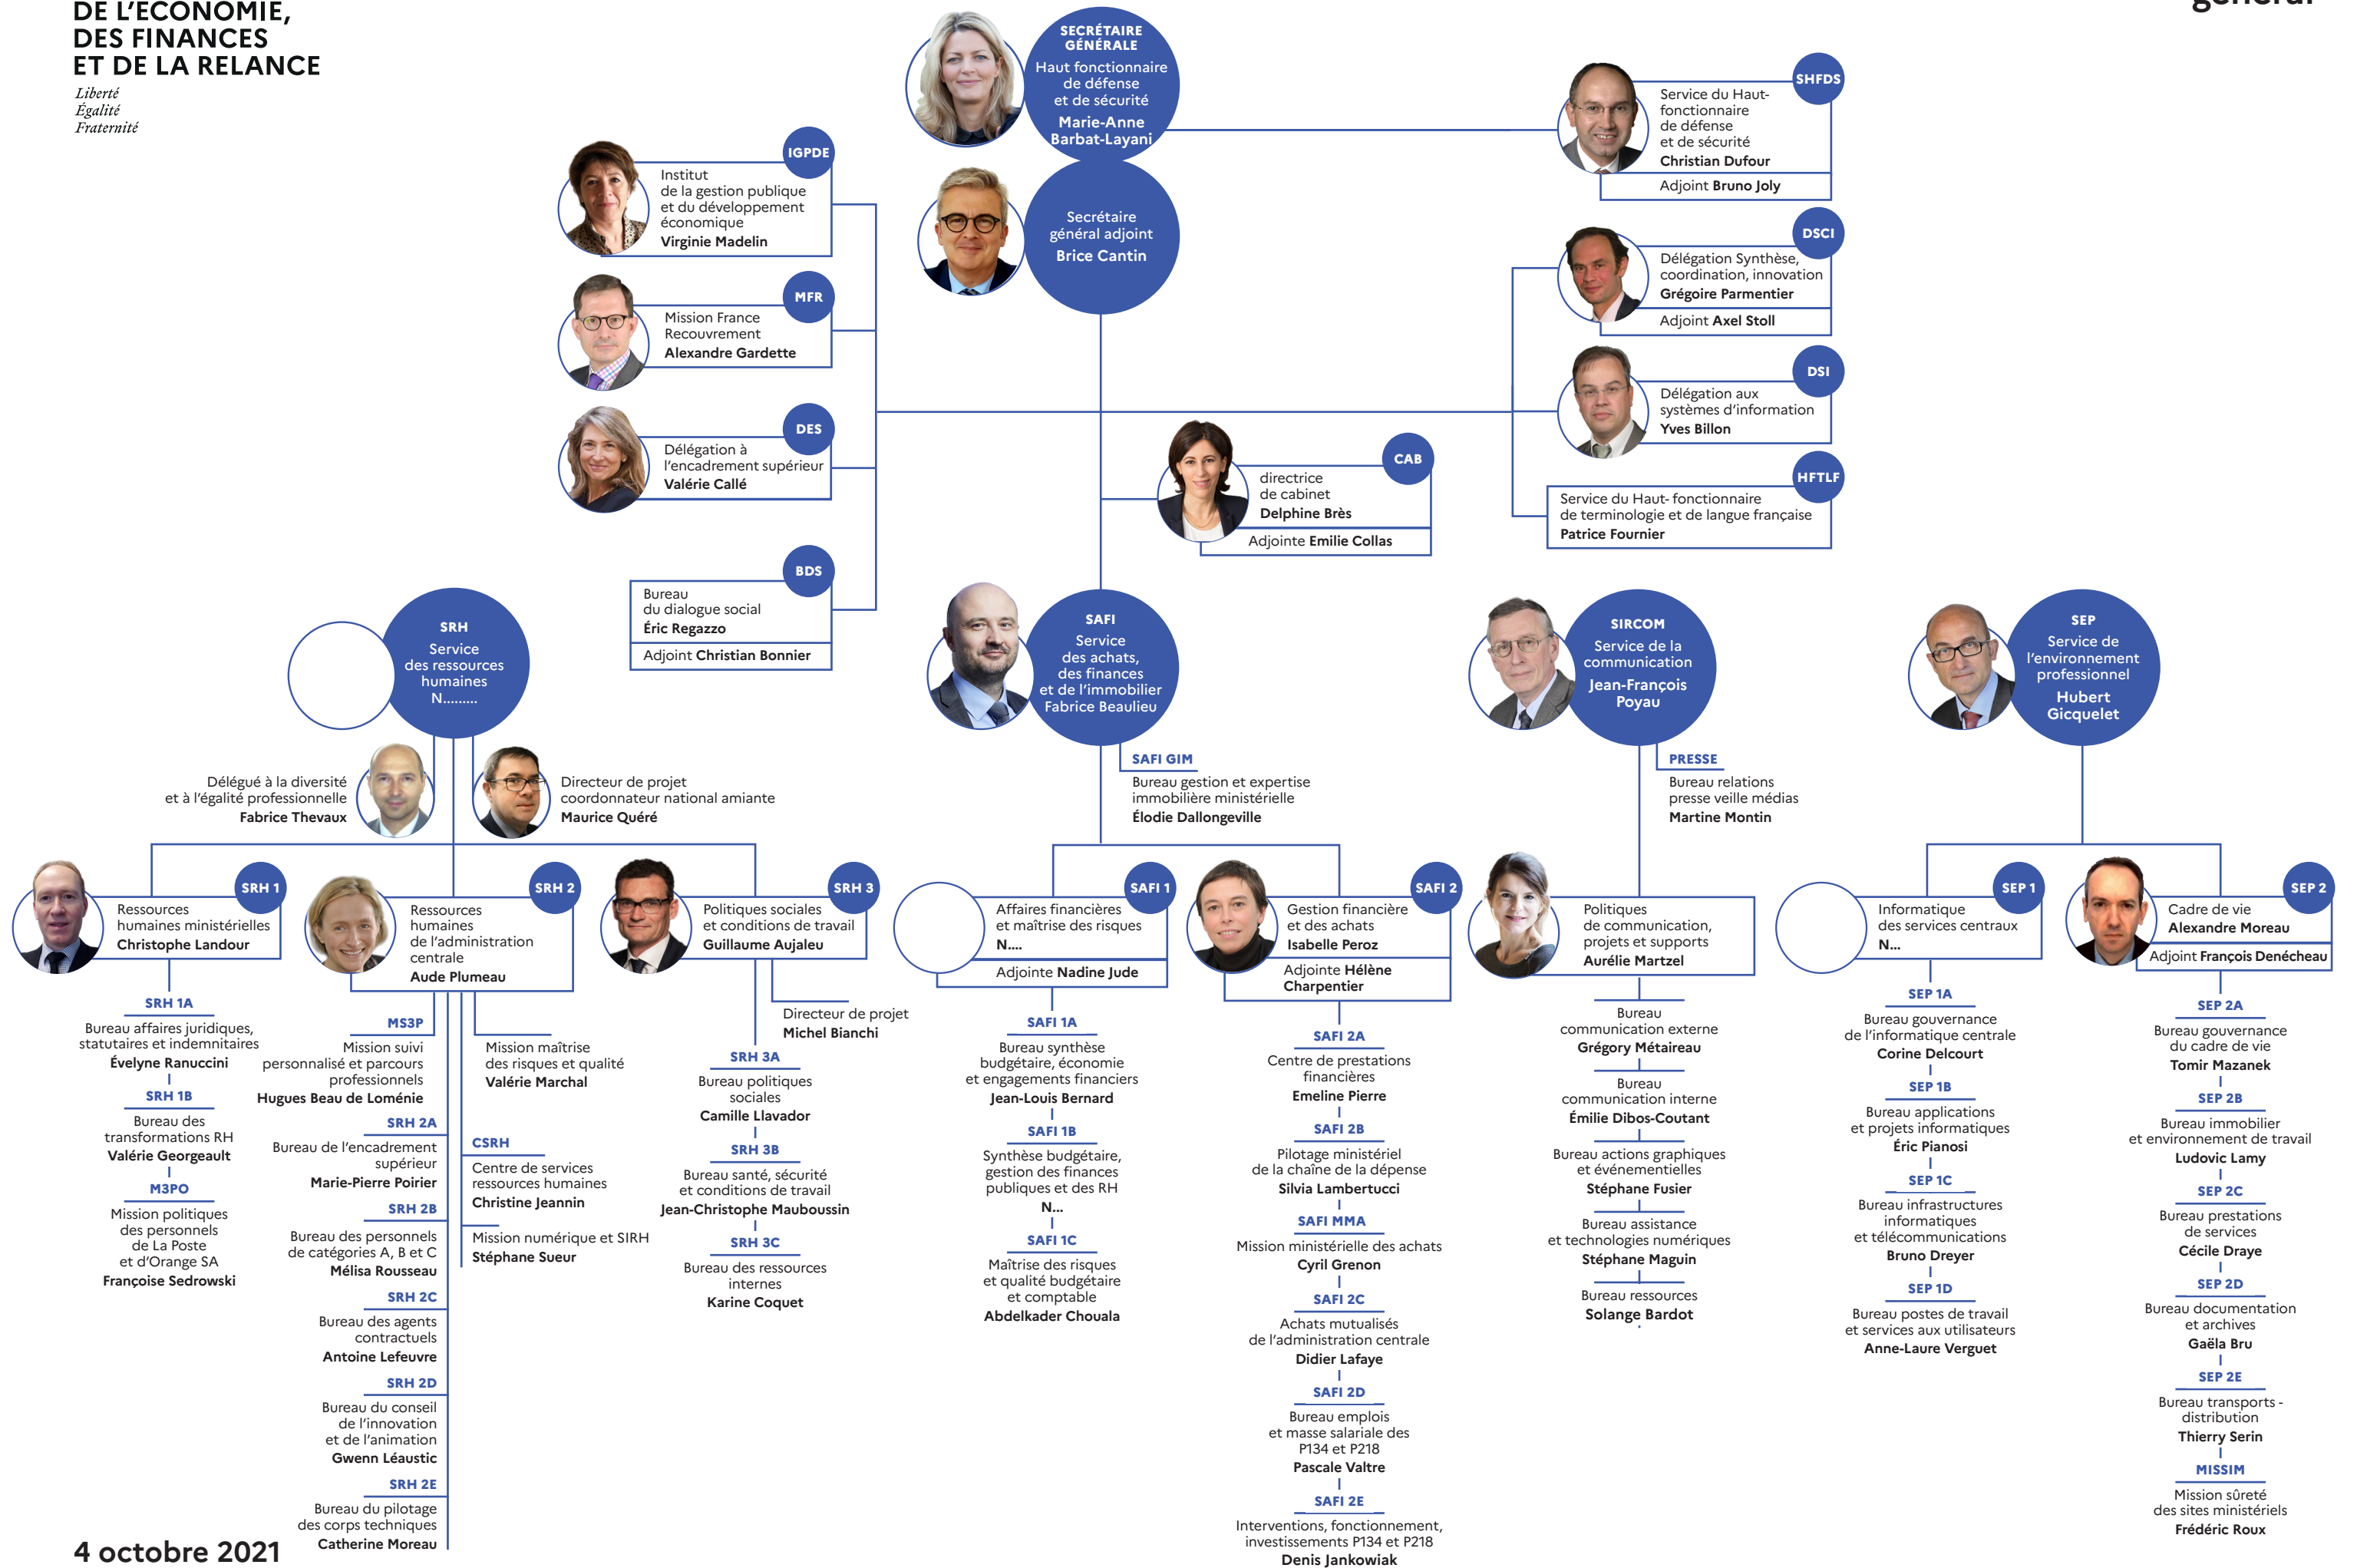 DE L’ÉCONOMIE,
DES FINANCES
ET DE LA RELANCE
Liberté
Égalité
Fraternité
général
SECRÉTAIRE
GÉNÉRALE
Haut fonctionnaire
de défense
et de sécurité
Marie-Anne
Barbat-Layani
Secrétaire
général adjoint
Brice Cantin
SHFDS
Service du Haut-
fonctionnaire
de défense
et de sécurité
Christian Dufour
Adjoint Bruno Joly
IGPDE
Institut
de la gestion publique
et du développement
économique
Virginie Madelin
MFR
Mission France
Recouvrement
Alexandre Gardette
DES
Délégation à
l’encadrement supérieur
Valérie Callé
BDS
Bureau
du dialogue social
Éric Regazzo
Adjoint Christian Bonnier
DSCI
Délégation Synthèse,
coordination, innovation
Grégoire Parmentier
Adjoint Axel Stoll
DSI
Délégation aux
systèmes d’information
Yves Billon
HFTLF
Service du Haut- fonctionnaire
de terminologie et de langue française
Patrice Fournier
CAB
directrice
de cabinet
Delphine Brès
Adjointe Emilie Collas
SRH
Service
des ressources
humaines
N.........
Délégué à la diversité
et à l’égalité professionnelle
Fabrice Thevaux
Directeur de projet
coordonnateur national amiante
Maurice Quéré
SRH 1
Ressources
humaines ministérielles
Christophe Landour
SRH 1A
Bureau affaires juridiques,
statutaires et indemnitaires
Évelyne Ranuccini
SRH 1B
Bureau des
transformations RH
Valérie Georgeault
M3PO
Mission politiques
des personnels
de La Poste
et d’Orange SA
Françoise Sedrowski
SRH 2
Ressources
humaines
de l’administration
centrale
Aude Plumeau
MS3P
Mission suivi
personnalisé et parcours
professionnels
Hugues Beau de Loménie
SRH 2A
Bureau de l’encadrement
supérieur
Marie-Pierre Poirier
SRH 2B
Bureau des personnels
de catégories A, B et C
Mélisa Rousseau
SRH 2C
Bureau des agents
contractuels
Antoine Lefeuvre
SRH 2D
Bureau du conseil
de l’innovation
et de l’animation
Gwenn Léaustic
SRH 2E
Bureau du pilotage
des corps techniques
Catherine Moreau
Mission maîtrise
des risques et qualité
Valérie Marchal
CSRH
Centre de services
ressources humaines
Christine Jeannin
Mission numérique et SIRH
Stéphane Sueur
SRH 3
Politiques sociales
et conditions de travail
Guillaume Aujaleu
Directeur de projet
Michel Bianchi
SRH 3A
Bureau politiques
sociales
Camille Llavador
SRH 3B
Bureau santé, sécurité
et conditions de travail
Jean-Christophe Mauboussin
SRH 3C
Bureau des ressources
internes
Karine Coquet
SAFI
Service
des achats,
des finances
et de l’immobilier
Fabrice Beaulieu
SAFI GIM
Bureau gestion et expertise
immobilière ministérielle
Élodie Dallongeville
SAFI 1
Affaires financières
et maîtrise des risques
N....
Adjointe Nadine Jude
SAFI 1A
Bureau synthèse
budgétaire, économie
et engagements financiers
Jean-Louis Bernard
SAFI 1B
Synthèse budgétaire,
gestion des finances
publiques et des RH
N...
SAFI 1C
Maîtrise des risques
et qualité budgétaire
et comptable
Abdelkader Chouala
SAFI 2
Gestion financière
et des achats
Isabelle Peroz
Adjointe Hélène
Charpentier
SAFI 2A
Centre de prestations
financières
Emeline Pierre
SAFI 2B
Pilotage ministériel
de la chaîne de la dépense
Silvia Lambertucci
SAFI MMA
Mission ministérielle des achats
Cyril Grenon
SAFI 2C
Achats mutualisés
de l’administration centrale
Didier Lafaye
SAFI 2D
Bureau emplois
et masse salariale des
P134 et P218
Pascale Valtre
SAFI 2E
Interventions, fonctionnement,
investissements P134 et P218
Denis Jankowiak
SIRCOM
Service de la
communication
Jean-François
Poyau
PRESSE
Bureau relations
presse veille médias
Martine Montin
Politiques
de communication,
projets et supports
Aurélie Martzel
Bureau
communication externe
Grégory Métaireau
Bureau
communication interne
Émilie Dibos-Coutant
Bureau actions graphiques
et événementielles
Stéphane Fusier
Bureau assistance
et technologies numériques
Stéphane Maguin
Bureau ressources
Solange Bardot
SEP
Service de
l’environnement
professionnel
Hubert
Gicquelet
SEP 1
Informatique
des services centraux
N...
SEP 1A
Bureau gouvernance
de l’informatique centrale
Corine Delcourt
SEP 1B
Bureau applications
et projets informatiques
Éric Pianosi
SEP 1C
Bureau infrastructures
informatiques
et télécommunications
Bruno Dreyer
SEP 1D
Bureau postes de travail
et services aux utilisateurs
Anne-Laure Verguet
SEP 2
Cadre de vie
Alexandre Moreau
Adjoint François Denécheau
SEP 2A
Bureau gouvernance
du cadre de vie
Tomir Mazanek
SEP 2B
Bureau immobilier
et environnement de travail
Ludovic Lamy
SEP 2C
Bureau prestations
de services
Cécile Draye
SEP 2D
Bureau documentation
et archives
Gaëla Bru
SEP 2E
Bureau transports -
distribution
Thierry Serin
MISSIM
Mission sûreté
des sites ministériels
Frédéric Roux
4 octobre 2021